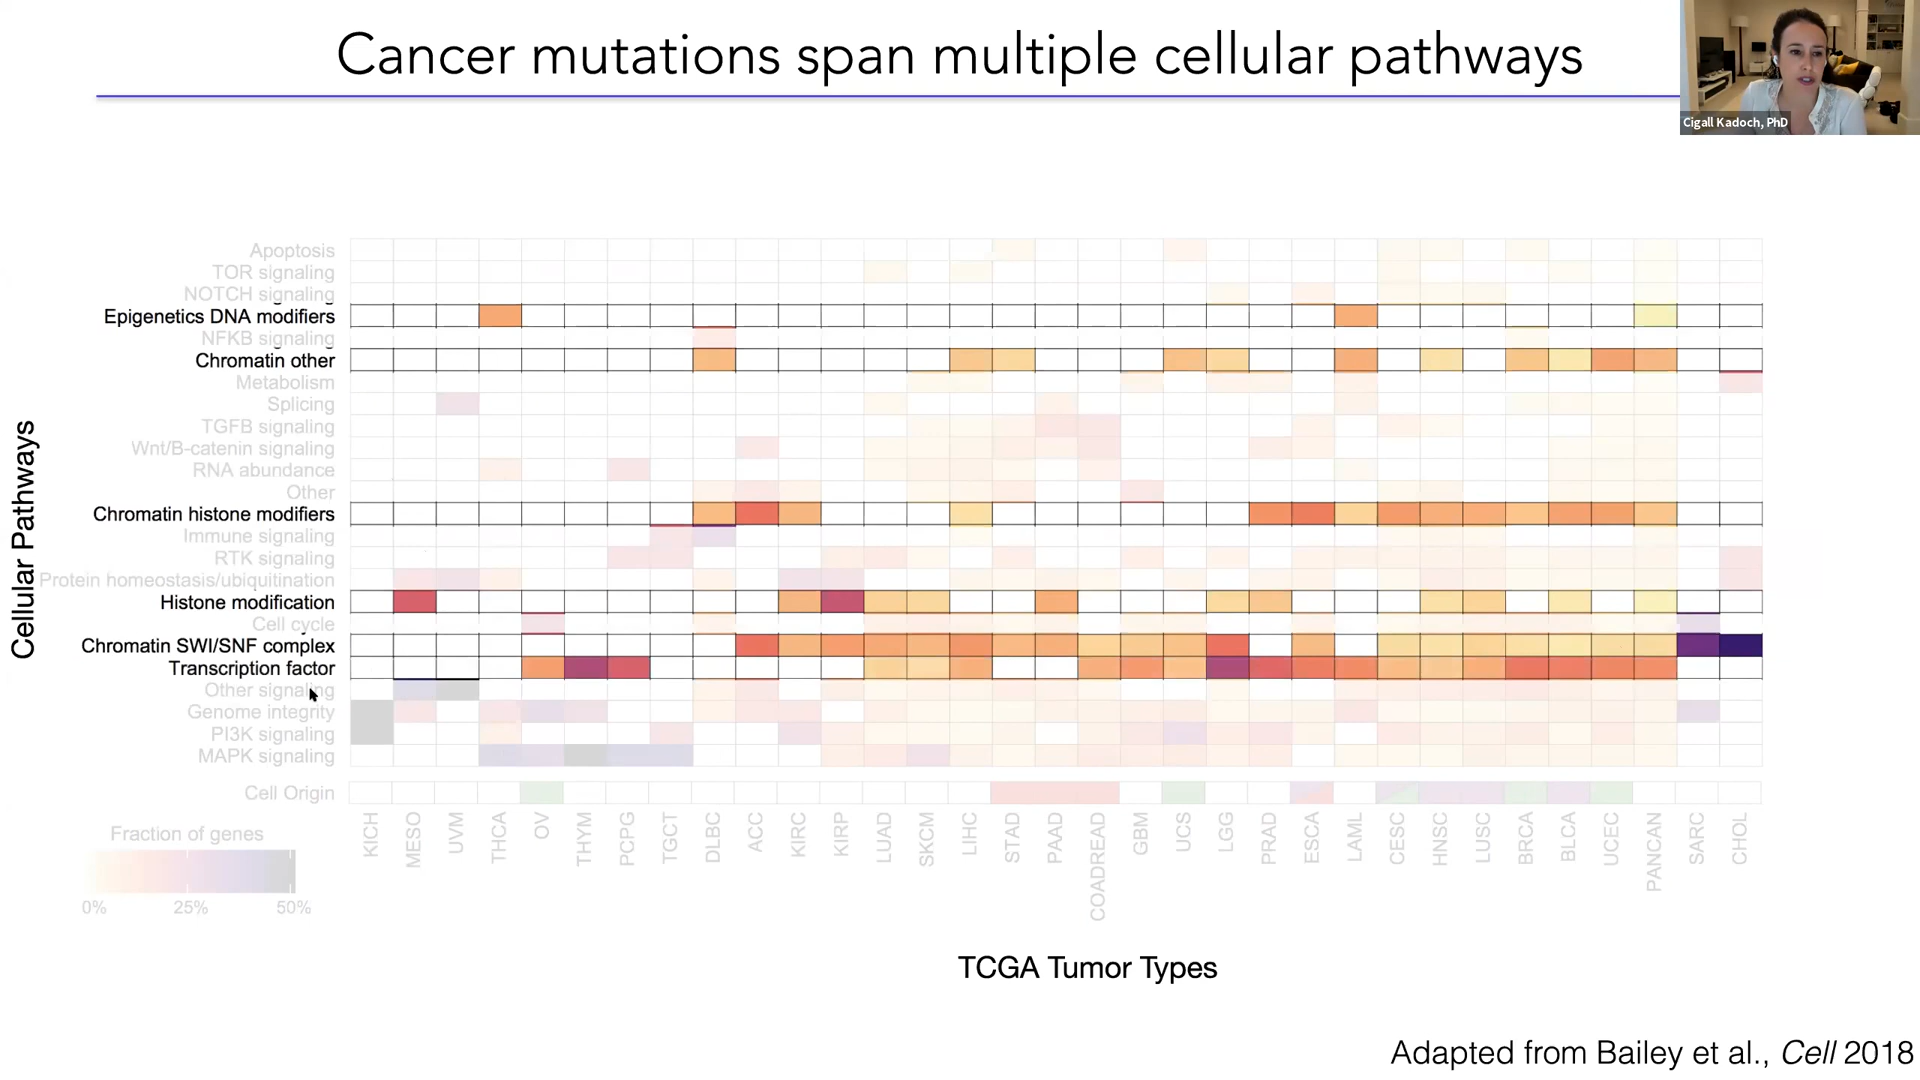 Cancer mutations span multiple cellular pathways
Cigall Kadoch, PhD
Cellular Pathways
Apoptosis
TOR signaling
NOTCH signaling
Epigenetics DNA modifiers
NFKB signaling
Chromatin other
Metabolism
Splicing
TGFB signaling
Wnt/B-catenin signaling
RNA abundance
Other
Chromatin histone modifiers
Immune signaling
RTK signaling
Protein homeostasis/ubiquitination
Histone modification
Cell cycle
Chromatin SWI/SNF complex
Transcription factor
Other signaling
Genome integrity
PI3K signaling
MAPK signaling
Cell Origin
Fraction of genes
0% 25% 50%
KICH
MESO
UVM
THCA
OV
THYM
PCPG
TGCT
DLBC
ACC
KIRC
KIRP
LUAD
SKCM
LIHC
STAD
PAAD
COADREAD
GBM
UCS
LGG
PRAD
ESCA
LAML
CESC
HNSC
LUSC
BRCA
BLCA
UCEC
PANCAN
SARC
CHOL
TCGA Tumor Types
Adapted from Bailey et al., Cell 2018